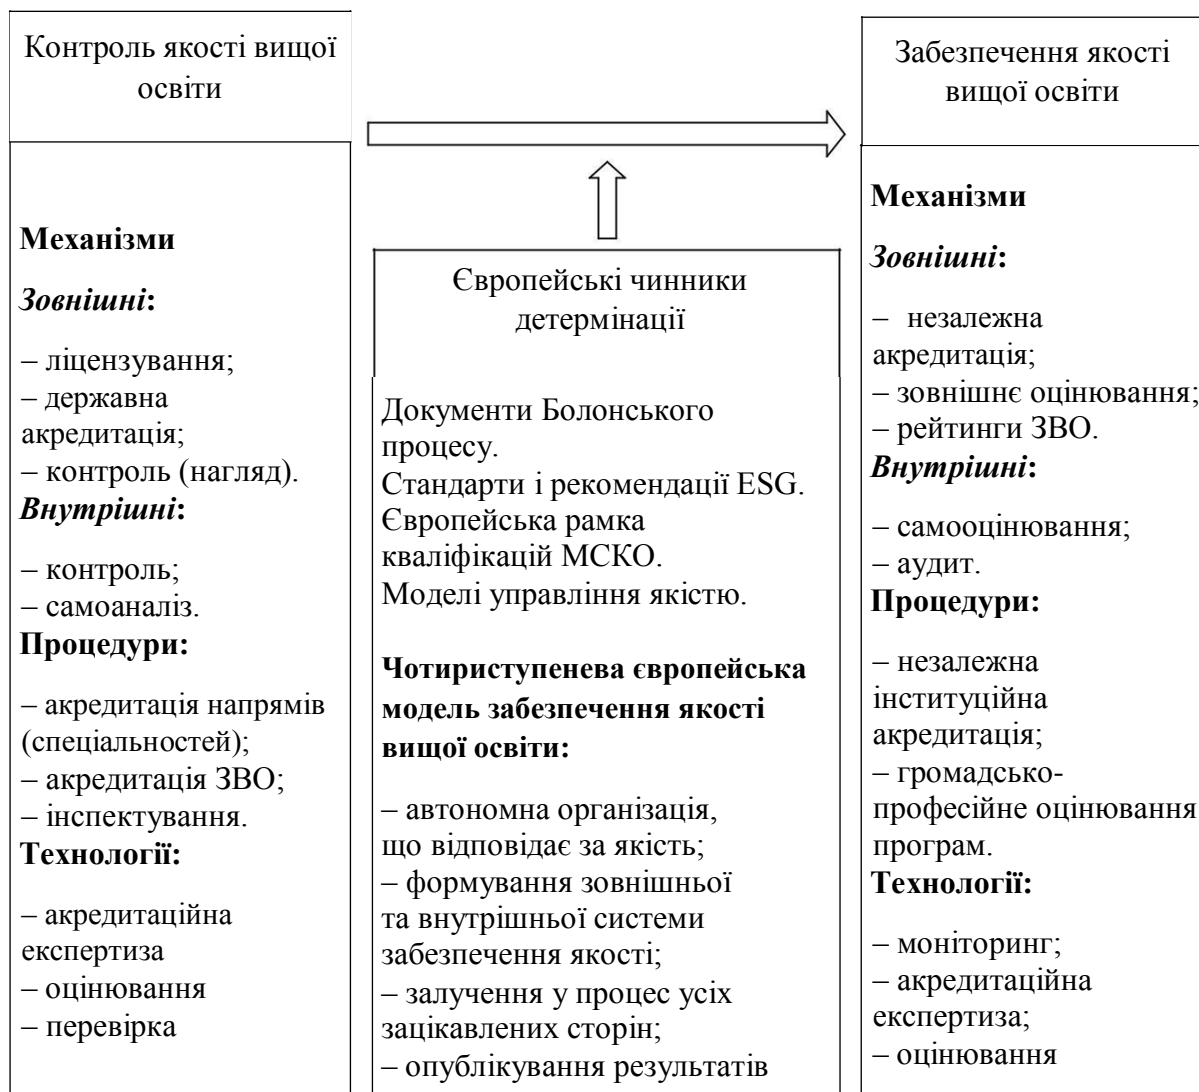 Контроль якості вищої
освіти
Механізми
Зовнішні:
– ліцензування;
– державна
акредитація;
– контроль (нагляд).
Внутрішні:
– контроль;
– самоаналіз.
Процедури:
– акредитація напрямів
(спеціальностей);
– акредитація ЗВО;
– інспектування.
Технології:
– акредитаційна
експертиза
– оцінювання
– перевірка
Європейські чинники
детермінації
Документи Болонського
процесу.
Стандарти і рекомендації ESG.
Європейська рамка
кваліфікацій МСКО.
Моделі управління якістю.
Чотириступенева європейська
модель забезпечення якості
вищої освіти:
– автономна організація,
що відповідає за якість;
– формування зовнішньої
та внутрішньої системи
забезпечення якості;
– залучення у процес усіх
зацікавлених сторін;
– опублікування результатів
Забезпечення якості
вищої освіти
Механізми
Зовнішні:
– незалежна
акредитація;
– зовнішнє оцінювання;
– рейтинги ЗВО.
Внутрішні:
– самооцінювання;
– аудит.
Процедури:
– незалежна
інституційна
акредитація;
– громадсько-
професійне оцінювання
програм.
Технології:
– моніторинг;
– акредитаційна
експертиза;
– оцінювання